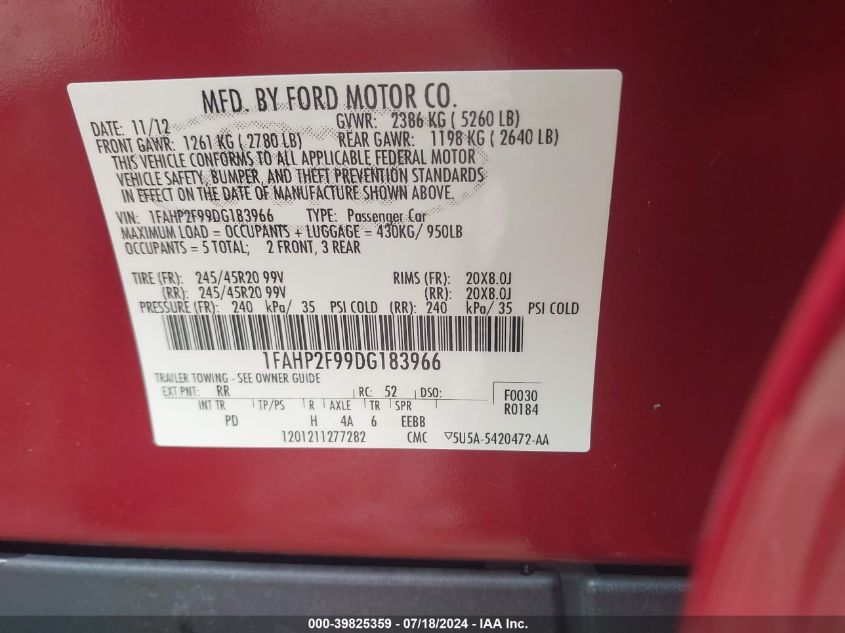 MFD. BY FORD MOTOR CO.
DATE: 11/12 GVWR: 2386 KG ( 5260 LB)
FRONT GAWR: 1261 KG ( 2780 LB) REAR GAWR: 1198 KG ( 2640 LB)
THIS VEHICLE CONFORMS TO ALL APPLICABLE FEDERAL MOTOR
VEHICLE SAFETY, BUMPER, AND THEFT PREVENTION STANDARDS
IN EFFECT ON THE DATE OF MANUFACTURE SHOWN ABOVE.
VIN: 1FAHP2F99DG183966 TYPE: Passenger Car
MAXIMUM LOAD = OCCUPANTS + LUGGAGE = 430KG/ 950LB
OCCUPANTS = 5 TOTAL; 2 FRONT, 3 REAR
TIRE (FR): 245/45R20 99V RIMS (FR): 20X8.0J
(RR): 245/45R20 99V (RR): 20X8.0J
PRESSURE (FR): 240 kPa/ 35 PSI COLD (RR): 240 kPa/ 35 PSI COLD
1FAHP2F99DG183966
TRAILER TOWING - SEE OWNER GUIDE
EXT PNT: RR RC: 52 DSO: F0030
INT TR TP/PS R AXLE TR SPR R0184
PD H 4A 6 EEBB
1201211277282 CMC ▽5U5A-5420472-AA
000-39825359 - 07/18/2024 - IAA Inc.